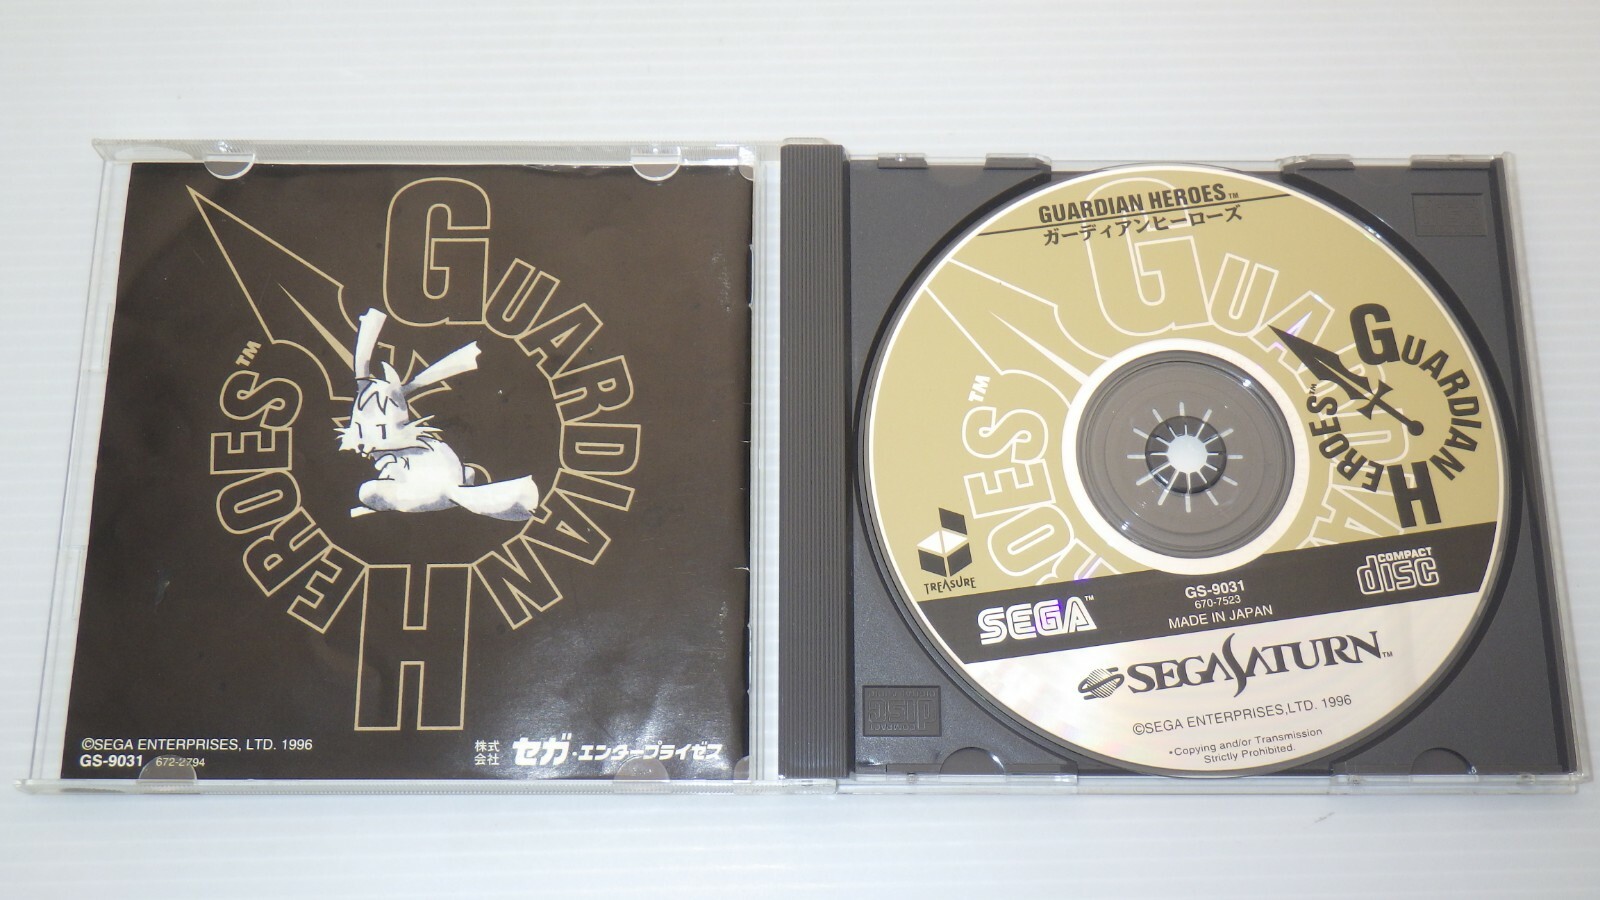 GUARDIAN
HEROES™
©SEGA ENTERPRISES, LTD. 1996
GS-9031 672-2794
株式会社 セガ・エンタープライゼス
GUARDIAN HEROES™
ガーディアンヒーローズ
GUARDIAN
HEROES™
GUARDIAN
HEROES™
TREASURE
SEGA™
GS-9031
670-7523
MADE IN JAPAN
COMPACT
disc
SEGA SATURN™
©SEGA ENTERPRISES,LTD. 1996
*Copying and/or Transmission
Strictly Prohibited.